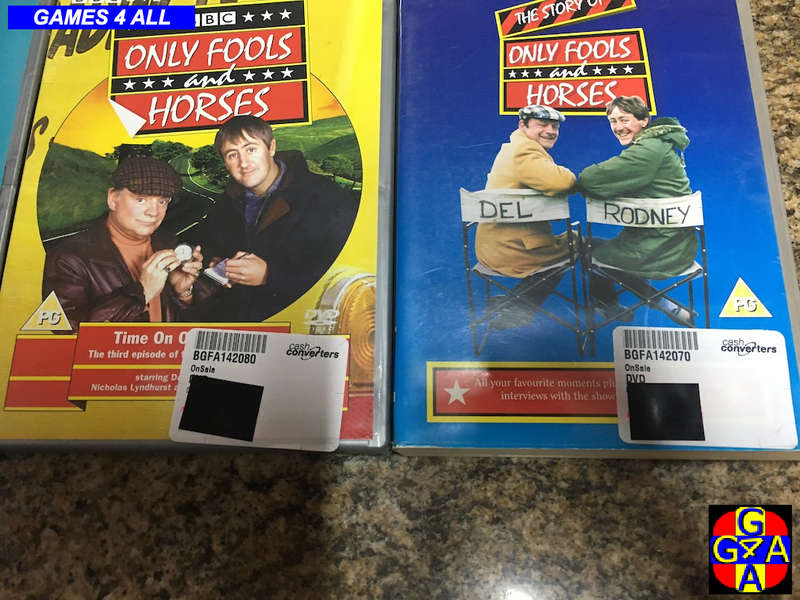 GAMES 4 ALL
BBC
ONLY FOOLS
and
HORSES
PG
DVD
Time On O
The third episode of
starring D
Nicholas Lyndhurst a
BGFA142080
cash
converters
OnSale
THE STORY OF
ONLY FOOLS
and
HORSES
DEL
RODNEY
PG
BGFA142070
cash
converters
OnSale
DVD
All your favourite moments pl
interviews with the show
G4A
G
A